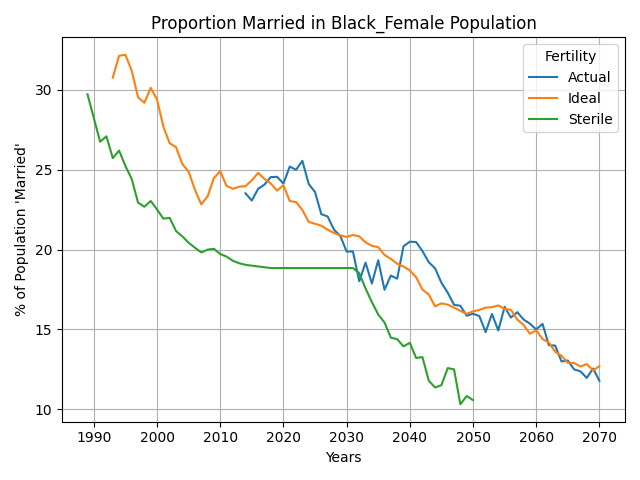 Proportion Married in Black_Female Population
% of Population 'Married'
30
25
20
15
10
1990 2000 2010 2020 2030 2040 2050 2060 2070
Years
Fertility
Actual
Ideal
Sterile